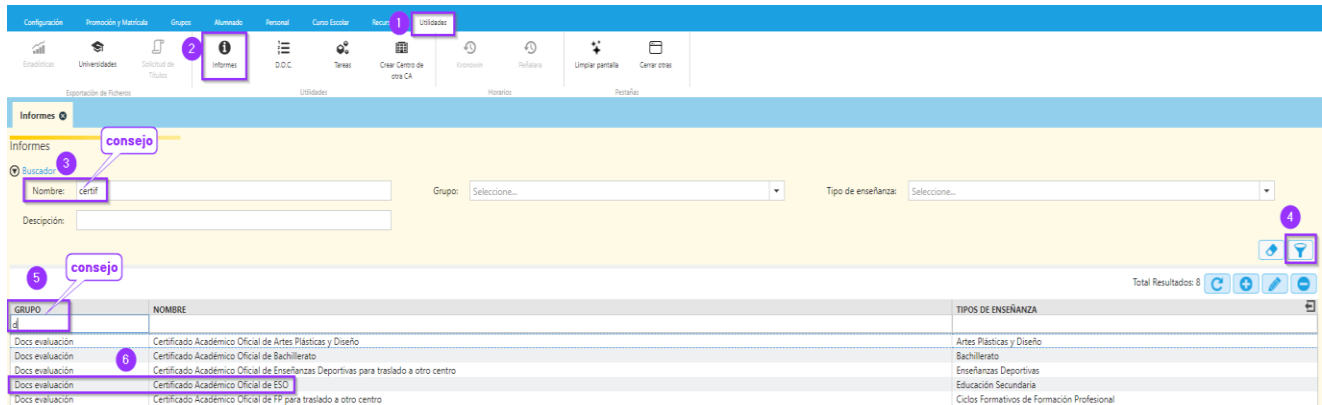 Configuración Promoción y Matrícula Grupos Alumnado Personal Curso Escolar Recur 1 Utilidades
2
Estadísticas Universidades Solicitud de Títulos Informes D.O.C. Tareas Crear Centro de otra CA Kronowin Peñalara Limpiar pantalla Cerrar otras
Exportación de Ficheros Utilidades Horarios Pestañas
Informes
Informes
consejo
3
Buscador
Nombre: certif Grupo: Seleccione... Tipo de enseñanza: Seleccione...
Descipción:
4
consejo
5
Total Resultados: 8
GRUPO NOMBRE TIPOS DE ENSEÑANZA
d
Docs evaluación Certificado Académico Oficial de Artes Plásticas y Diseño Artes Plásticas y Diseño
Docs evaluación Certificado Académico Oficial de Bachillerato Bachillerato
6
Docs evaluación Certificado Académico Oficial de Enseñanzas Deportivas para traslado a otro centro Enseñanzas Deportivas
Docs evaluación Certificado Académico Oficial de ESO Educación Secundaria
Docs evaluación Certificado Académico Oficial de FP para traslado a otro centro Ciclos Formativos de Formación Profesional